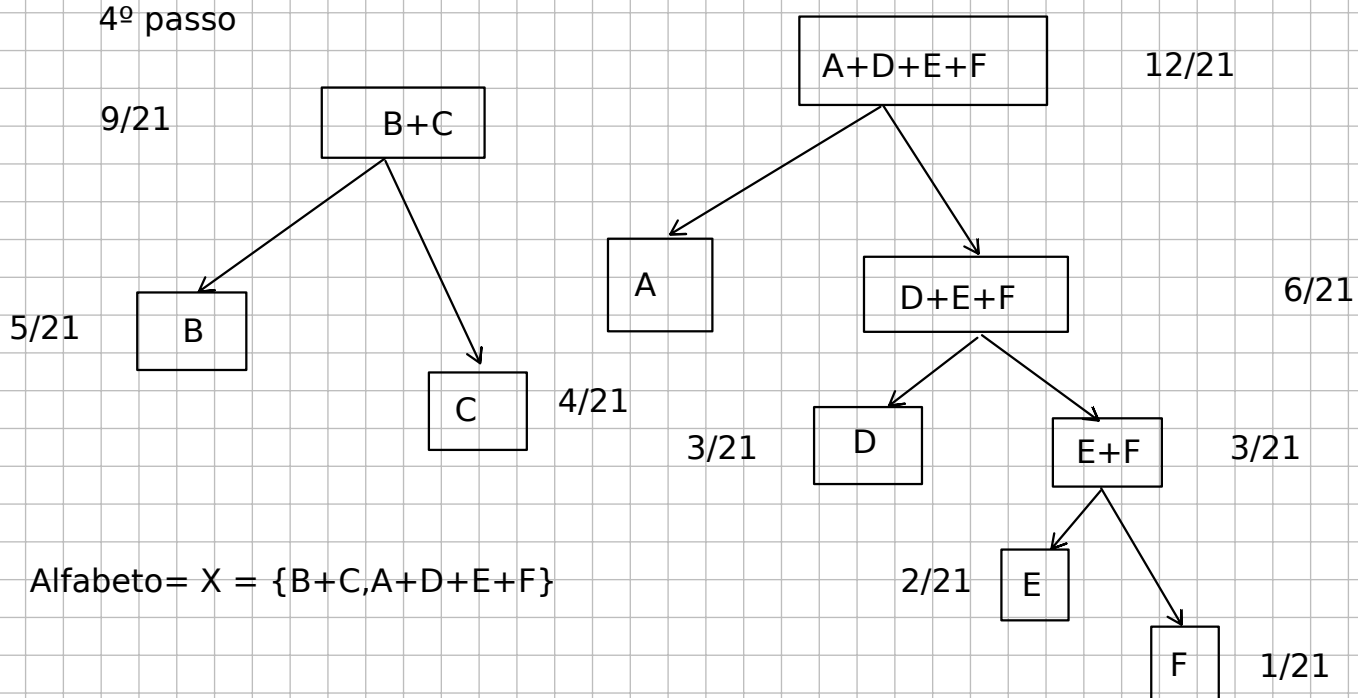 4º passo
A+D+E+F
12/21
9/21
B+C
A
D+E+F
6/21
5/21
B
C
4/21
3/21
D
E+F
3/21
Alfabeto= X = {B+C,A+D+E+F}
2/21
E
F
1/21